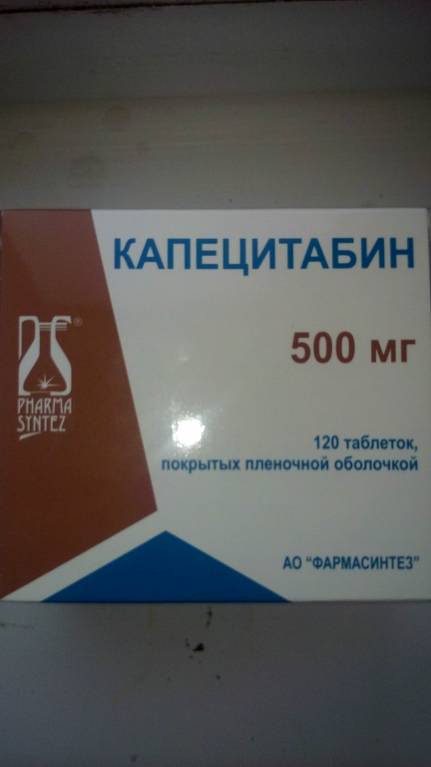 КАПЕЦИТАБИН
500 мг
PHARMA
SYNTEZ
®
120 таблеток,
покрытых пленочной оболочкой
АО "ФАРМАСИНТЕЗ"